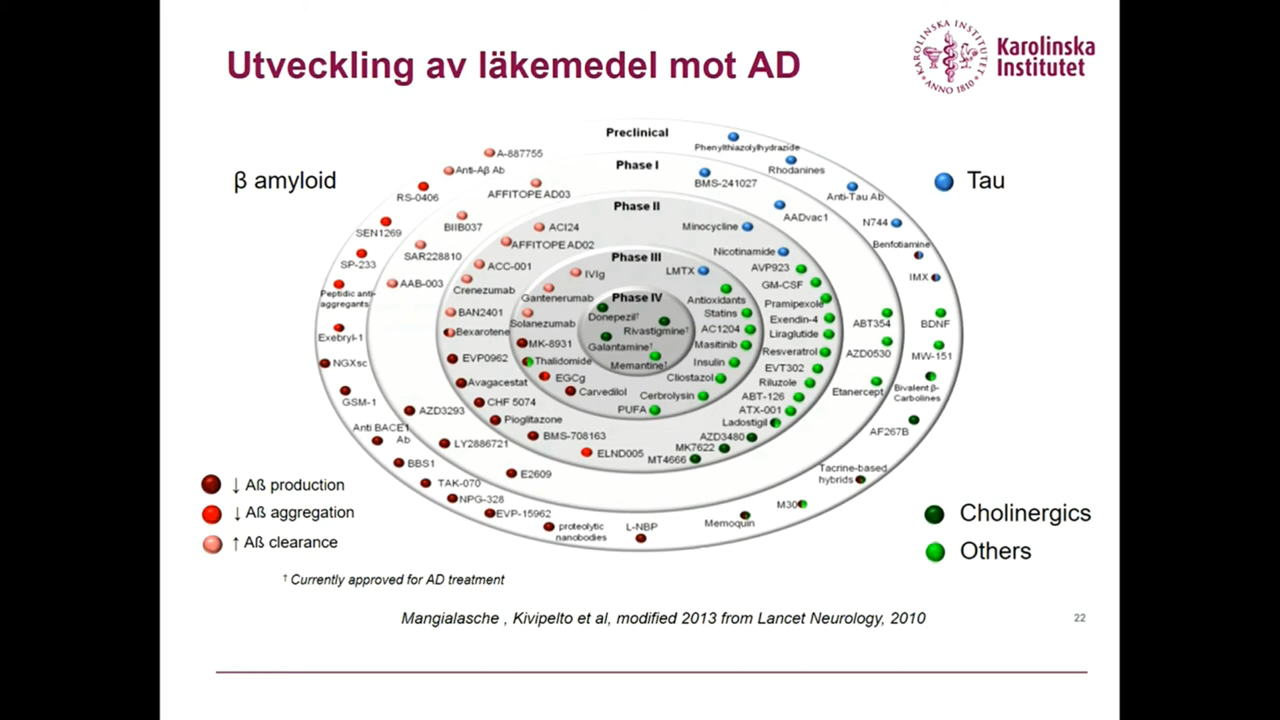 Utveckling av läkemedel mot AD
KAROLINSKA INSTITUTET
ANNO 1810
Karolinska
Institutet
β amyloid
Tau
Preclinical
Phase I
Phase II
Phase III
Phase IV
A-887755
Anti-Aβ Ab
RS-0406
SEN1269
SP-233
Peptidic anti-
aggregants
Exebryl-1
NGXsc
GSM-1
Anti BACE1
Ab
BBS1
TAK-070
NPG-328
EVP-15962
proteolytic
nanobodies
L-NBP
Memoquin
M30
Tacrine-based
hybrids
AF267B
Bivalent β-
Carbolines
MW-151
BDNF
IMX
Benfotiamine
N744
Anti-Tau Ab
Rhodanines
Phenylthiazolylhydrazide
AFFITOPE AD03
BIIB037
SAR228810
AAB-003
AZD3293
LY2886721
E2609
Etanercept
AZD0530
ABT354
AADvac1
BMS-241027
ACI24
AFFITOPE AD02
ACC-001
Crenezumab
BAN2401
Bexarotene
EVP0962
Avagacestat
CHF 5074
Pioglitazone
BMS-708163
ELND005
MT4666
MK7622
AZD3480
Ladostigil
ATX-001
ABT-126
Riluzole
EVT302
Resveratrol
Liraglutide
Exendin-4
Pramipexole
GM-CSF
AVP923
Nicotinamide
Minocycline
IVIg
Gantenerumab
Solanezumab
MK-8931
Thalidomide
EGCg
Carvedilol
PUFA
Cerbrolysin
Cliostazol
Insulin
Masitinib
AC1204
Statins
Antioxidants
LMTX
Donepezil†
Rivastigmine†
Galantamine†
Memantine†
↓ Aß production
↓ Aß aggregation
↑ Aß clearance
Cholinergics
Others
† Currently approved for AD treatment
Mangialasche , Kivipelto et al, modified 2013 from Lancet Neurology, 2010
22